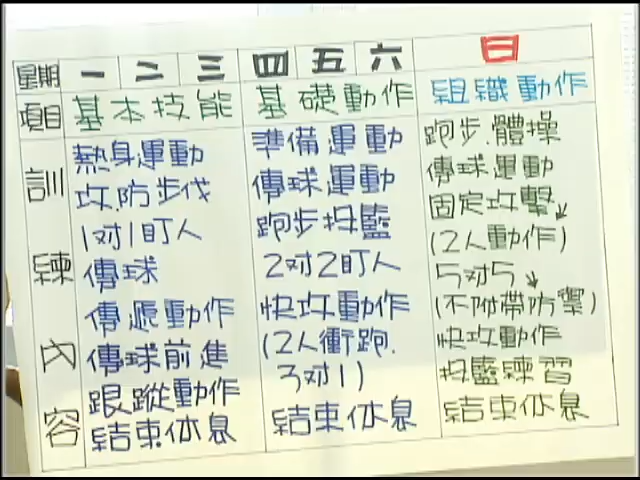 星期 一 二 三 四 五 六 日
項目 基本技能 基礎動作 組織動作
訓練內容
熱身運動
攻.防步伐
1对1盯人
傳球
傳遞動作
傳球前進
跟蹤動作
結束休息
準備運動
傳球運動
跑步投籃
2对2盯人
快攻動作
(2人衝跑.
3对1)
結束休息
跑步.體操
傳球運動
固定攻擊↙
(2人動作)
5对5↘
(不附帶防禦)
快攻動作
投籃練習
結束休息